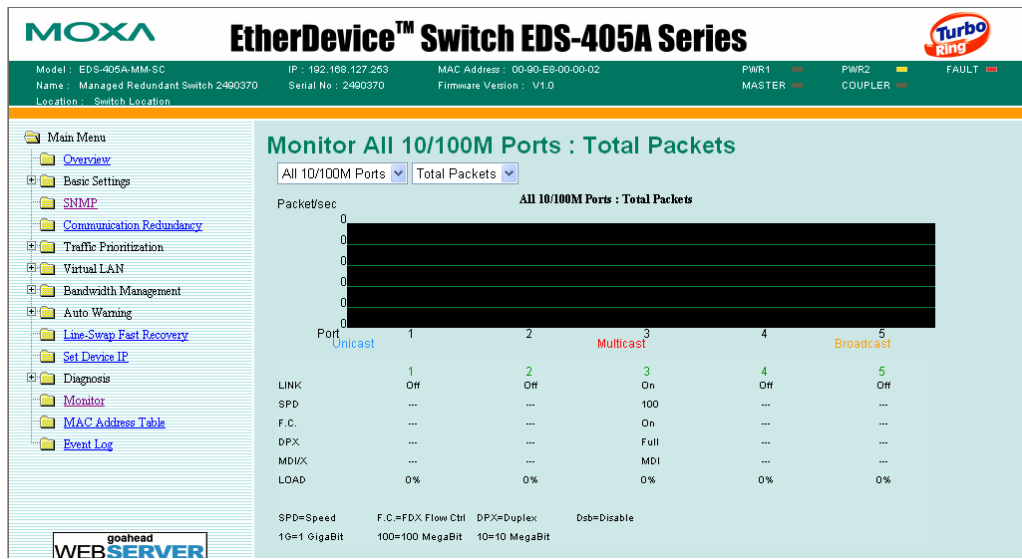 MOXA
EtherDevice™ Switch EDS-405A Series
Turbo Ring
Model : EDS-405A-MM-SC
IP : 192.168.127.253
MAC Address : 00-90-E8-00-00-02
PWR1
PWR2
FAULT
Name : Managed Redundant Switch 2490370
Serial No : 2490370
Firmware Version : V1.0
MASTER
COUPLER
Location : Switch Location
Main Menu
Overview
Basic Settings
SNMP
Communication Redundancy
Traffic Prioritization
Virtual LAN
Bandwidth Management
Auto Warning
Line-Swap Fast Recovery
Set Device IP
Diagnosis
Monitor
MAC Address Table
Event Log
goahead
WEBSERVER
Monitor All 10/100M Ports : Total Packets
All 10/100M Ports
Total Packets
Packet/sec
All 10/100M Ports : Total Packets
0
0
0
0
0
0
Port 1 2 3 4 5
Unicast Multicast Broadcast
1 2 3 4 5
LINK Off Off On Off Off
SPD --- --- 100 --- ---
F.C. --- --- On --- ---
DPX --- --- Full --- ---
MDI/X --- --- MDI --- ---
LOAD 0% 0% 0% 0% 0%
SPD=Speed F.C.=FDX Flow Ctrl DPX=Duplex Dsb=Disable
1G=1 GigaBit 100=100 MegaBit 10=10 MegaBit